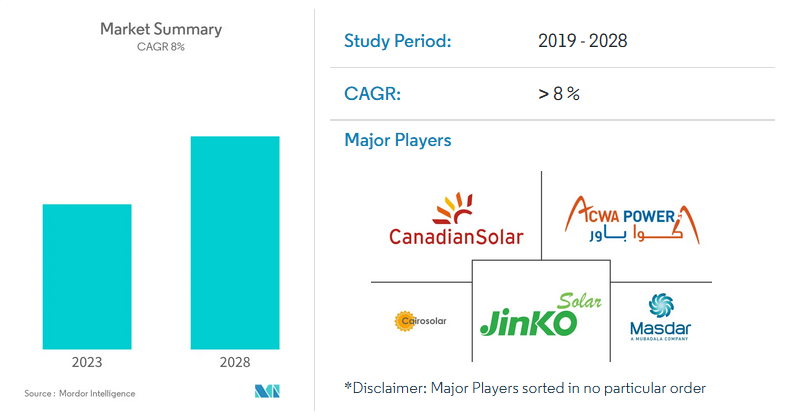 Market Summary
CAGR 8%
2023
2028
Source : Mordor Intelligence
Study Period: 2019 - 2028
CAGR: > 8 %
Major Players
CanadianSolar
ACWA POWER
أكوا باور
Cairosolar
JinKO Solar
Masdar
A MUBADALA COMPANY
*Disclaimer: Major Players sorted in no particular order